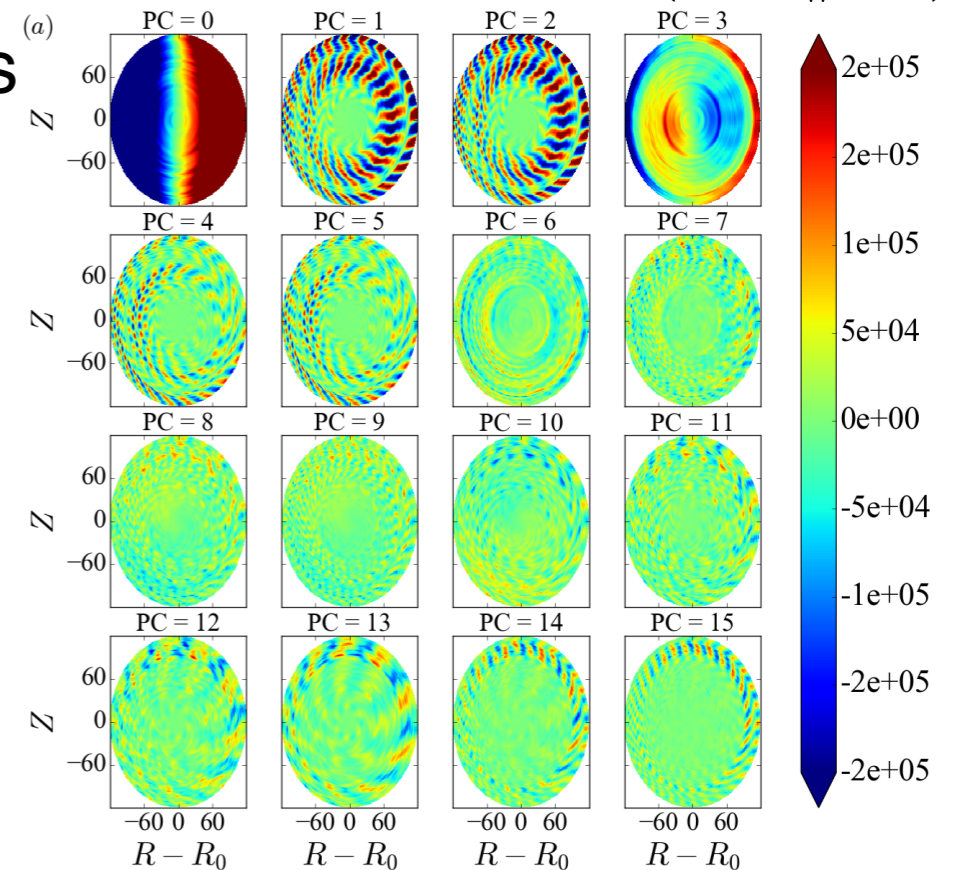 s
(a)
PC = 0 PC = 1 PC = 2 PC = 3
Z 60 0 −60
2e+05
2e+05
1e+05
5e+04
0e+00
-5e+04
-1e+05
-2e+05
-2e+05
PC = 4 PC = 5 PC = 6 PC = 7
Z 60 0 −60
PC = 8 PC = 9 PC = 10 PC = 11
Z 60 0 −60
PC = 12 PC = 13 PC = 14 PC = 15
Z 60 0 −60
−60 0 60 −60 0 60 −60 0 60 −60 0 60
R − R₀ R − R₀ R − R₀ R − R₀